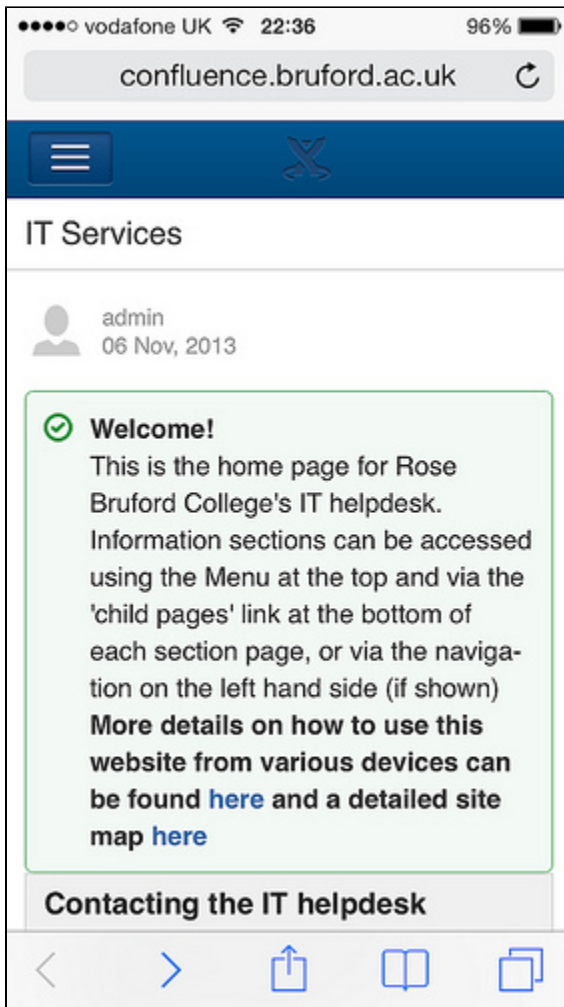 vodafone UK 22:36 96%
confluence.bruford.ac.uk
IT Services
admin
06 Nov, 2013
Welcome!
This is the home page for Rose
Bruford College's IT helpdesk.
Information sections can be accessed
using the Menu at the top and via the
'child pages' link at the bottom of
each section page, or via the naviga-
tion on the left hand side (if shown)
More details on how to use this
website from various devices can
be found here and a detailed site
map here
Contacting the IT helpdesk